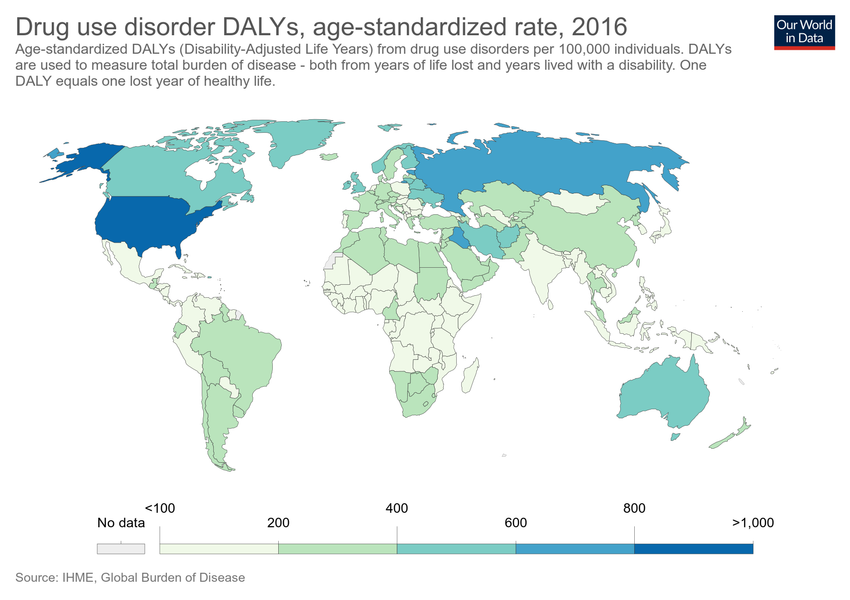 Drug use disorder DALYs, age-standardized rate, 2016
Our World
in Data
Age-standardized DALYs (Disability-Adjusted Life Years) from drug use disorders per 100,000 individuals. DALYs
are used to measure total burden of disease - both from years of life lost and years lived with a disability. One
DALY equals one lost year of healthy life.
<100 400 800
No data 200 600 >1,000
Source: IHME, Global Burden of Disease